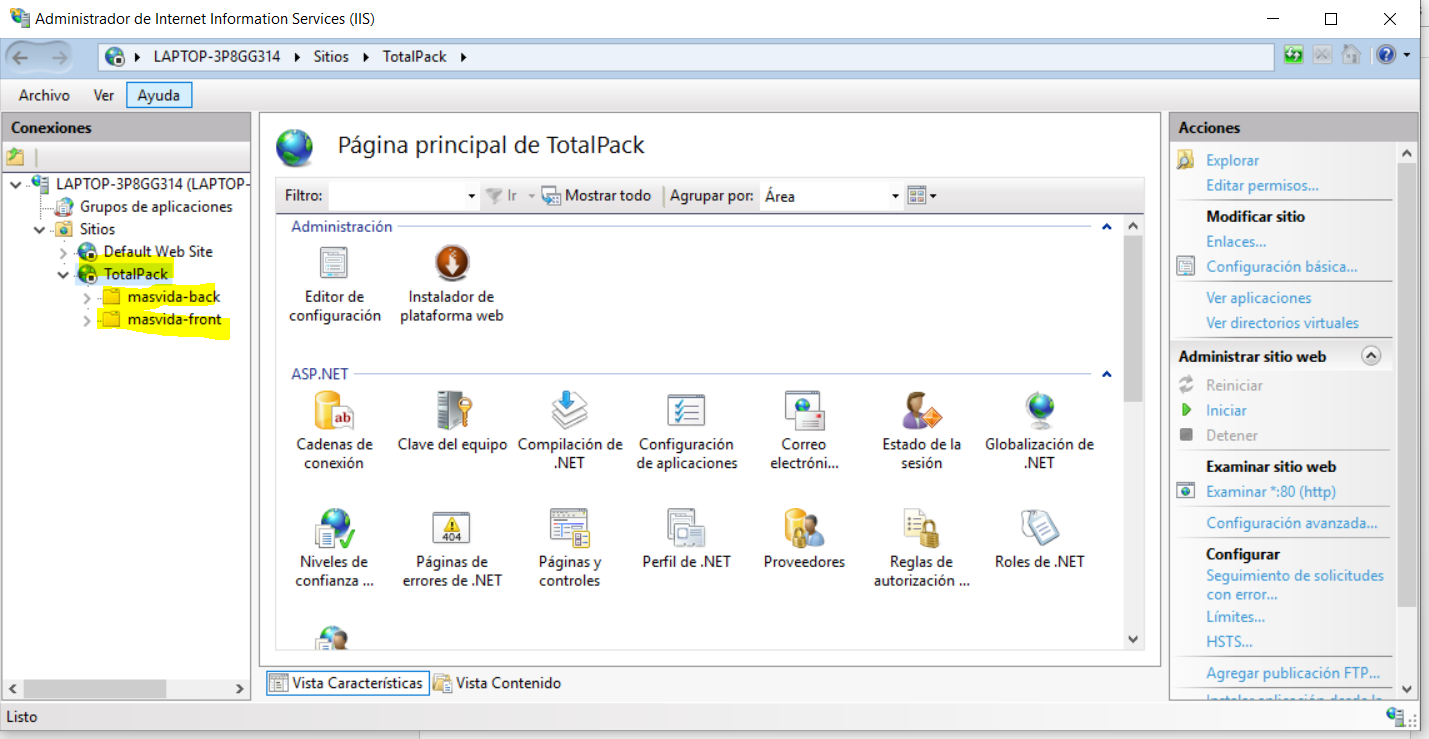 Administrador de Internet Information Services (IIS)
LAPTOP-3P8GG314 Sitios TotalPack
Archivo Ver Ayuda
Conexiones
LAPTOP-3P8GG314 (LAPTOP-
Grupos de aplicaciones
Sitios
Default Web Site
TotalPack
masvida-back
masvida-front
Página principal de TotalPack
Filtro: Ir Mostrar todo Agrupar por: Área
Administración
Editor de configuración
Instalador de plataforma web
ASP.NET
ab
Cadenas de conexión
Clave del equipo
Compilación de .NET
Configuración de aplicaciones
Correo electróni...
Estado de la sesión
Globalización de .NET
404
Niveles de confianza ...
Páginas de errores de .NET
Páginas y controles
Perfil de .NET
Proveedores
Reglas de autorización ...
Roles de .NET
Vista Características Vista Contenido
Acciones
Explorar
Editar permisos...
Modificar sitio
Enlaces...
Configuración básica...
Ver aplicaciones
Ver directorios virtuales
Administrar sitio web
Reiniciar
Iniciar
Detener
Examinar sitio web
Examinar *:80 (http)
Configuración avanzada...
Configurar
Seguimiento de solicitudes
con error...
Límites...
HSTS...
Agregar publicación FTP...
Listo